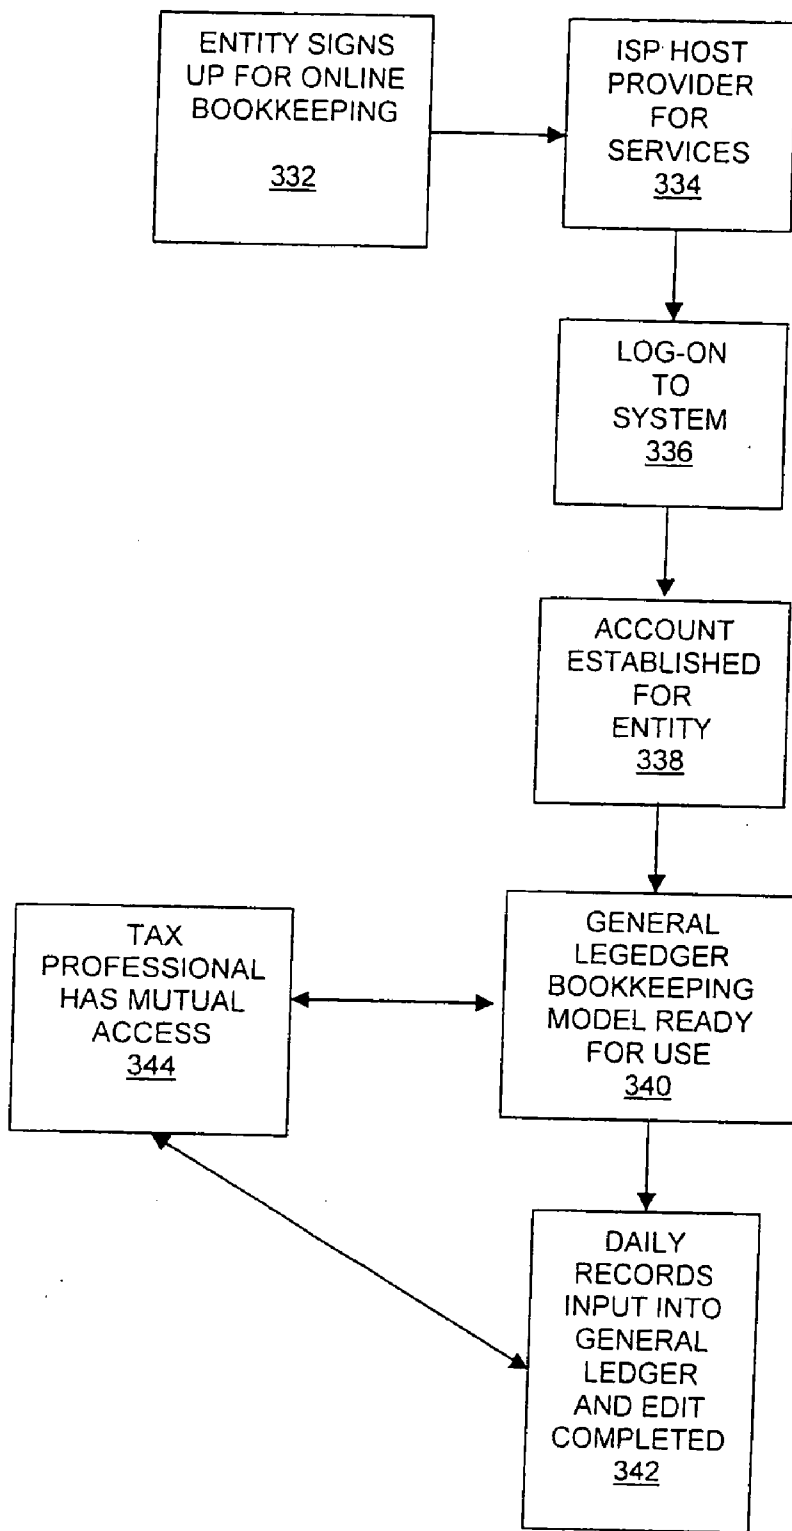 ENTITY SIGNS
UP FOR ONLINE
BOOKKEEPING
332
ISP HOST
PROVIDER
FOR
SERVICES
334
LOG-ON
TO
SYSTEM
336
ACCOUNT
ESTABLISHED
FOR
ENTITY
338
TAX
PROFESSIONAL
HAS MUTUAL
ACCESS
344
GENERAL
LEGEDGER
BOOKKEEPING
MODEL READY
FOR USE
340
DAILY
RECORDS
INPUT INTO
GENERAL
LEDGER
AND EDIT
COMPLETED
342